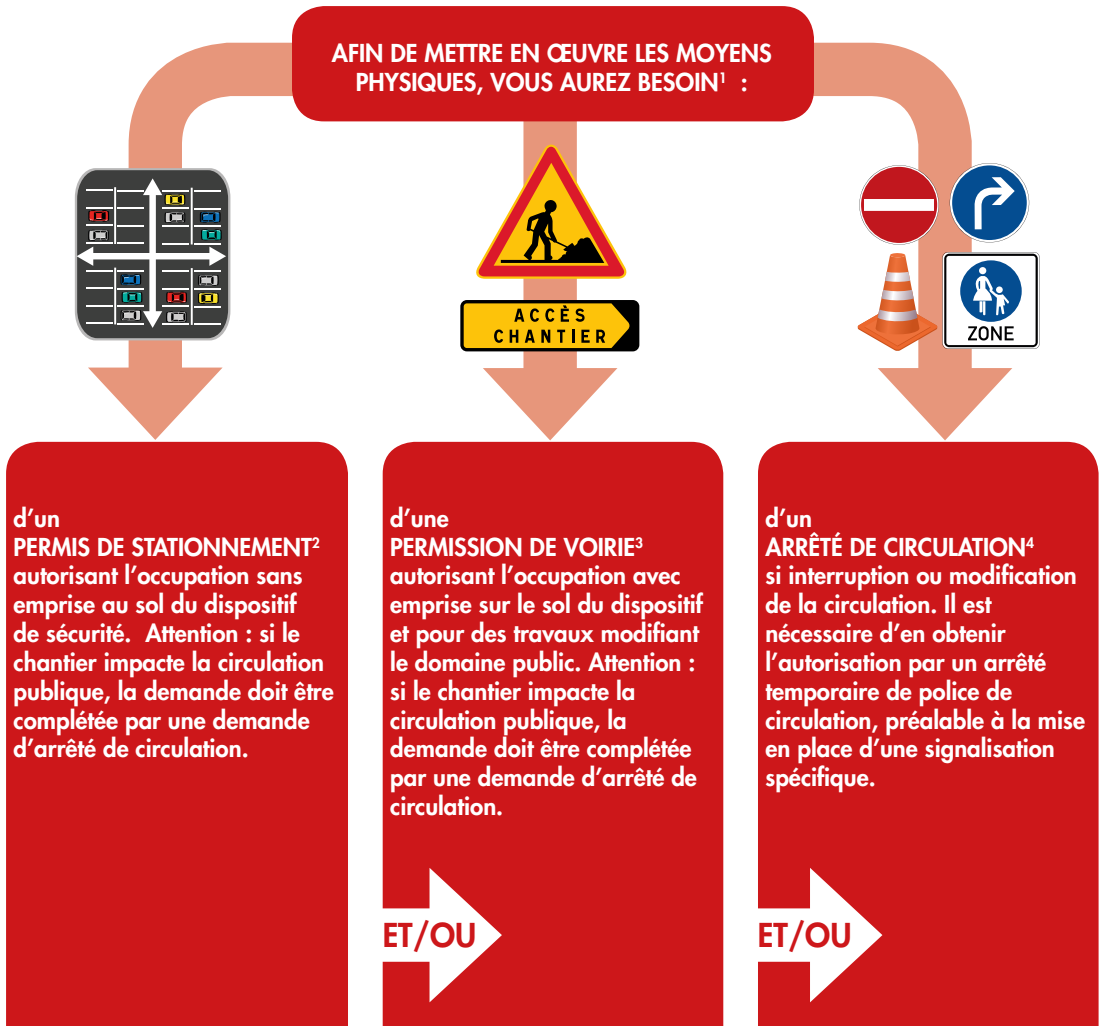 AFIN DE METTRE EN ŒUVRE LES MOYENS
PHYSIQUES, VOUS AUREZ BESOIN¹ :
ACCÈS
CHANTIER
ZONE
d’un
PERMIS DE STATIONNEMENT²
autorisant l’occupation sans
emprise au sol du dispositif
de sécurité. Attention : si le
chantier impacte la circulation
publique, la demande doit être
complétée par une demande
d’arrêté de circulation.
d’une
PERMISSION DE VOIRIE³
autorisant l’occupation avec
emprise sur le sol du dispositif
et pour des travaux modifiant
le domaine public. Attention :
si le chantier impacte la
circulation publique, la
demande doit être complétée
par une demande d’arrêté de
circulation.
ET/OU
d’un
ARRÊTÉ DE CIRCULATION⁴
si interruption ou modification
de la circulation. Il est
nécessaire d’en obtenir
l’autorisation par un arrêté
temporaire de police de
circulation, préalable à la mise
en place d’une signalisation
spécifique.
ET/OU